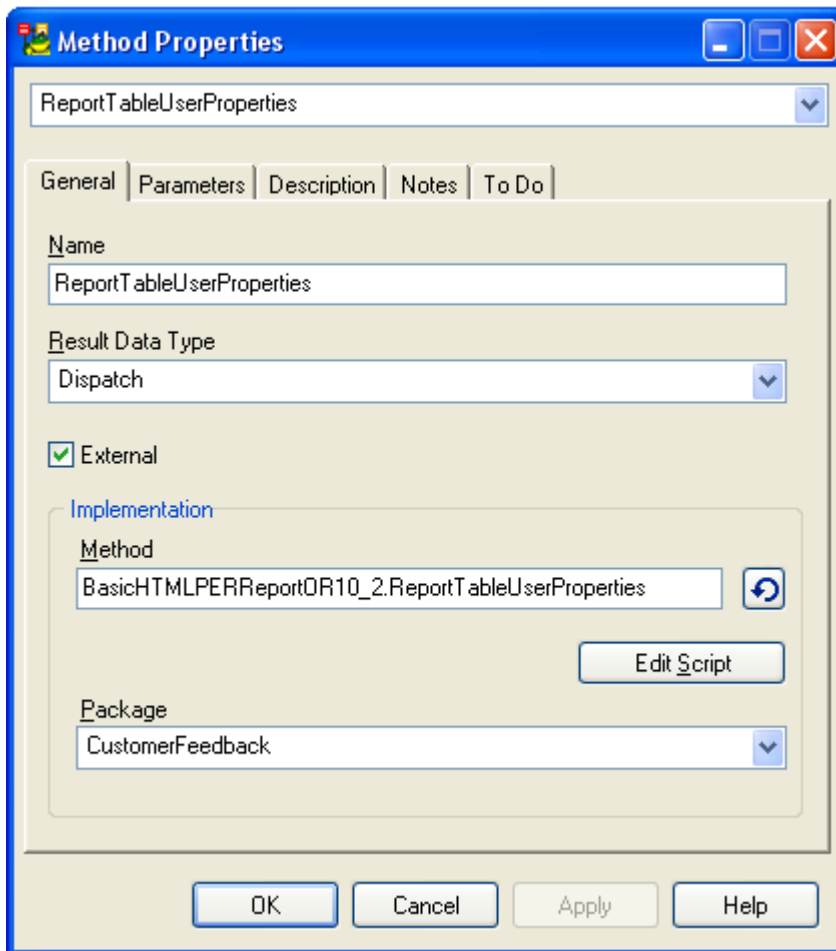 Method Properties
ReportTableUserProperties
General Parameters Description Notes To Do
Name
ReportTableUserProperties
Result Data Type
Dispatch
External
Implementation
Method
BasicHTMLPERReportOR10_2.ReportTableUserProperties
Edit Script
Package
CustomerFeedback
OK Cancel Apply Help